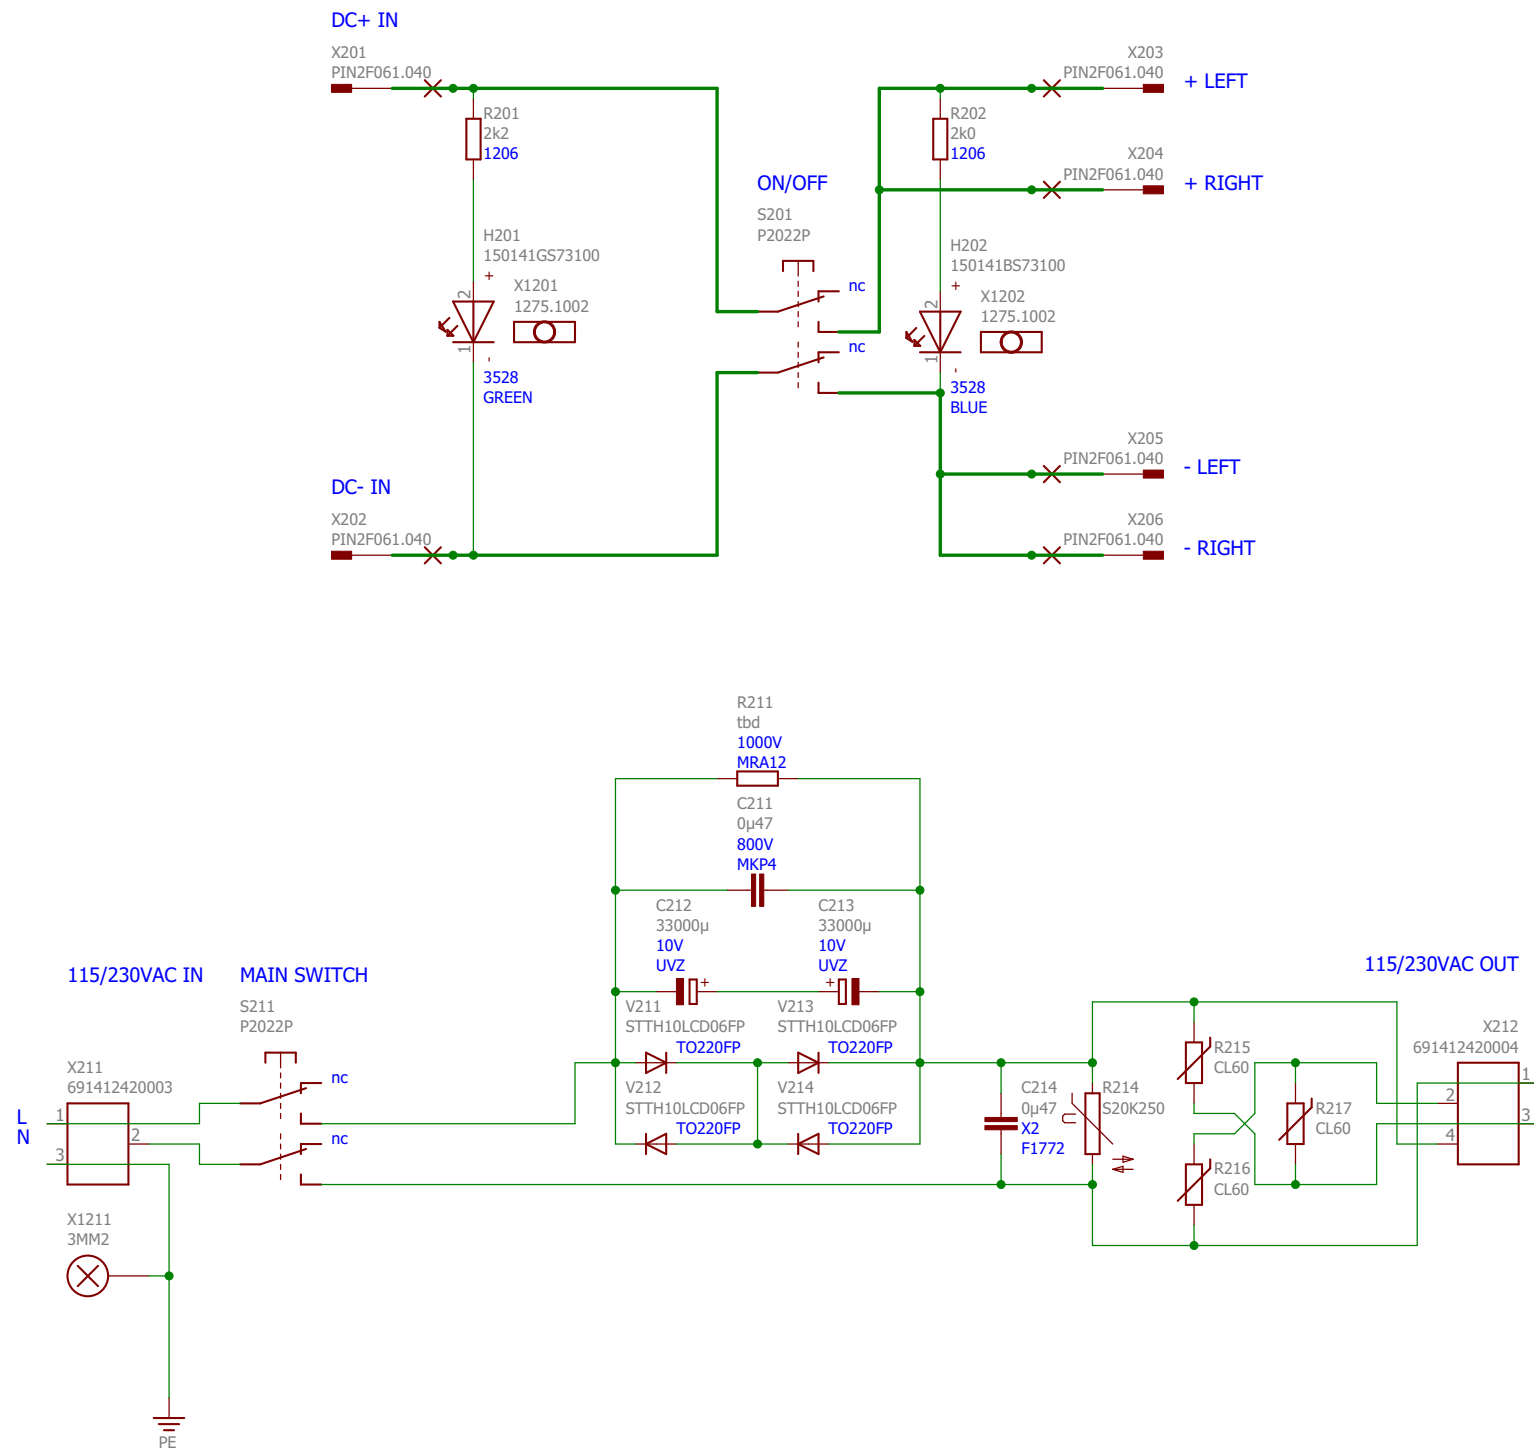 DC+ IN
X201
PIN2F061.040
R201
2k2
1206
H201
150141GS73100
+
2
1
-
X1201
1275.1002
3528
GREEN
DC- IN
X202
PIN2F061.040
ON/OFF
S201
P2022P
nc
nc
R202
2k0
1206
H202
150141BS73100
+
2
1
-
X1202
1275.1002
3528
BLUE
X203
PIN2F061.040
+ LEFT
X204
PIN2F061.040
+ RIGHT
X205
PIN2F061.040
- LEFT
X206
PIN2F061.040
- RIGHT
R211
tbd
1000V
MRA12
C211
0µ47
800V
MKP4
C212
33000µ
10V
UVZ
+
C213
33000µ
10V
UVZ
+
115/230VAC IN
MAIN SWITCH
S211
P2022P
nc
nc
X211
691412420003
L
N
1
2
3
X1211
3MM2
PE
V211
STTH10LCD06FP
TO220FP
V213
STTH10LCD06FP
TO220FP
V212
STTH10LCD06FP
TO220FP
V214
STTH10LCD06FP
TO220FP
C214
0µ47
X2
F1772
R214
S20K250
U
R215
CL60
R216
CL60
R217
CL60
115/230VAC OUT
X212
691412420004
1
2
3
4